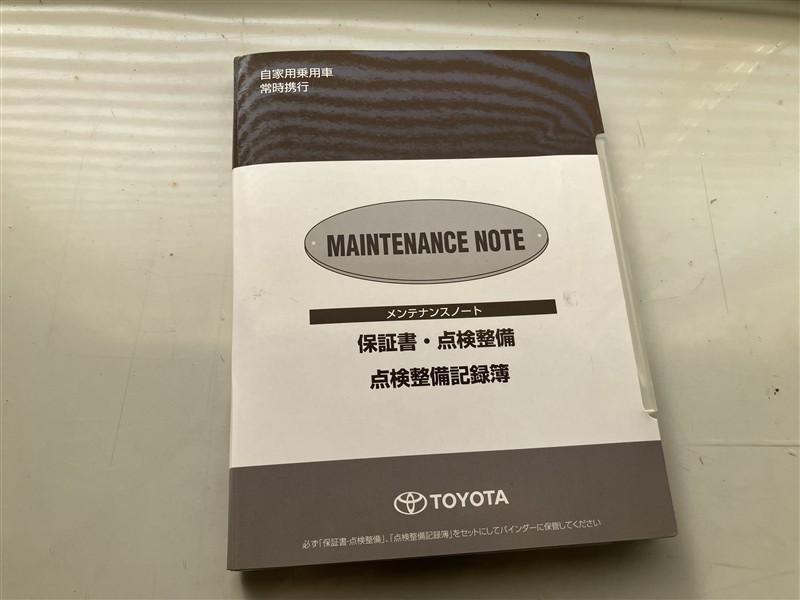 自家用乗用車
常時携行
MAINTENANCE NOTE
メンテナンスノート
保証書・点検整備
点検整備記録簿
TOYOTA
必ず「保証書・点検整備」、「点検整備記録簿」をセットにしてバインダーに保管してください